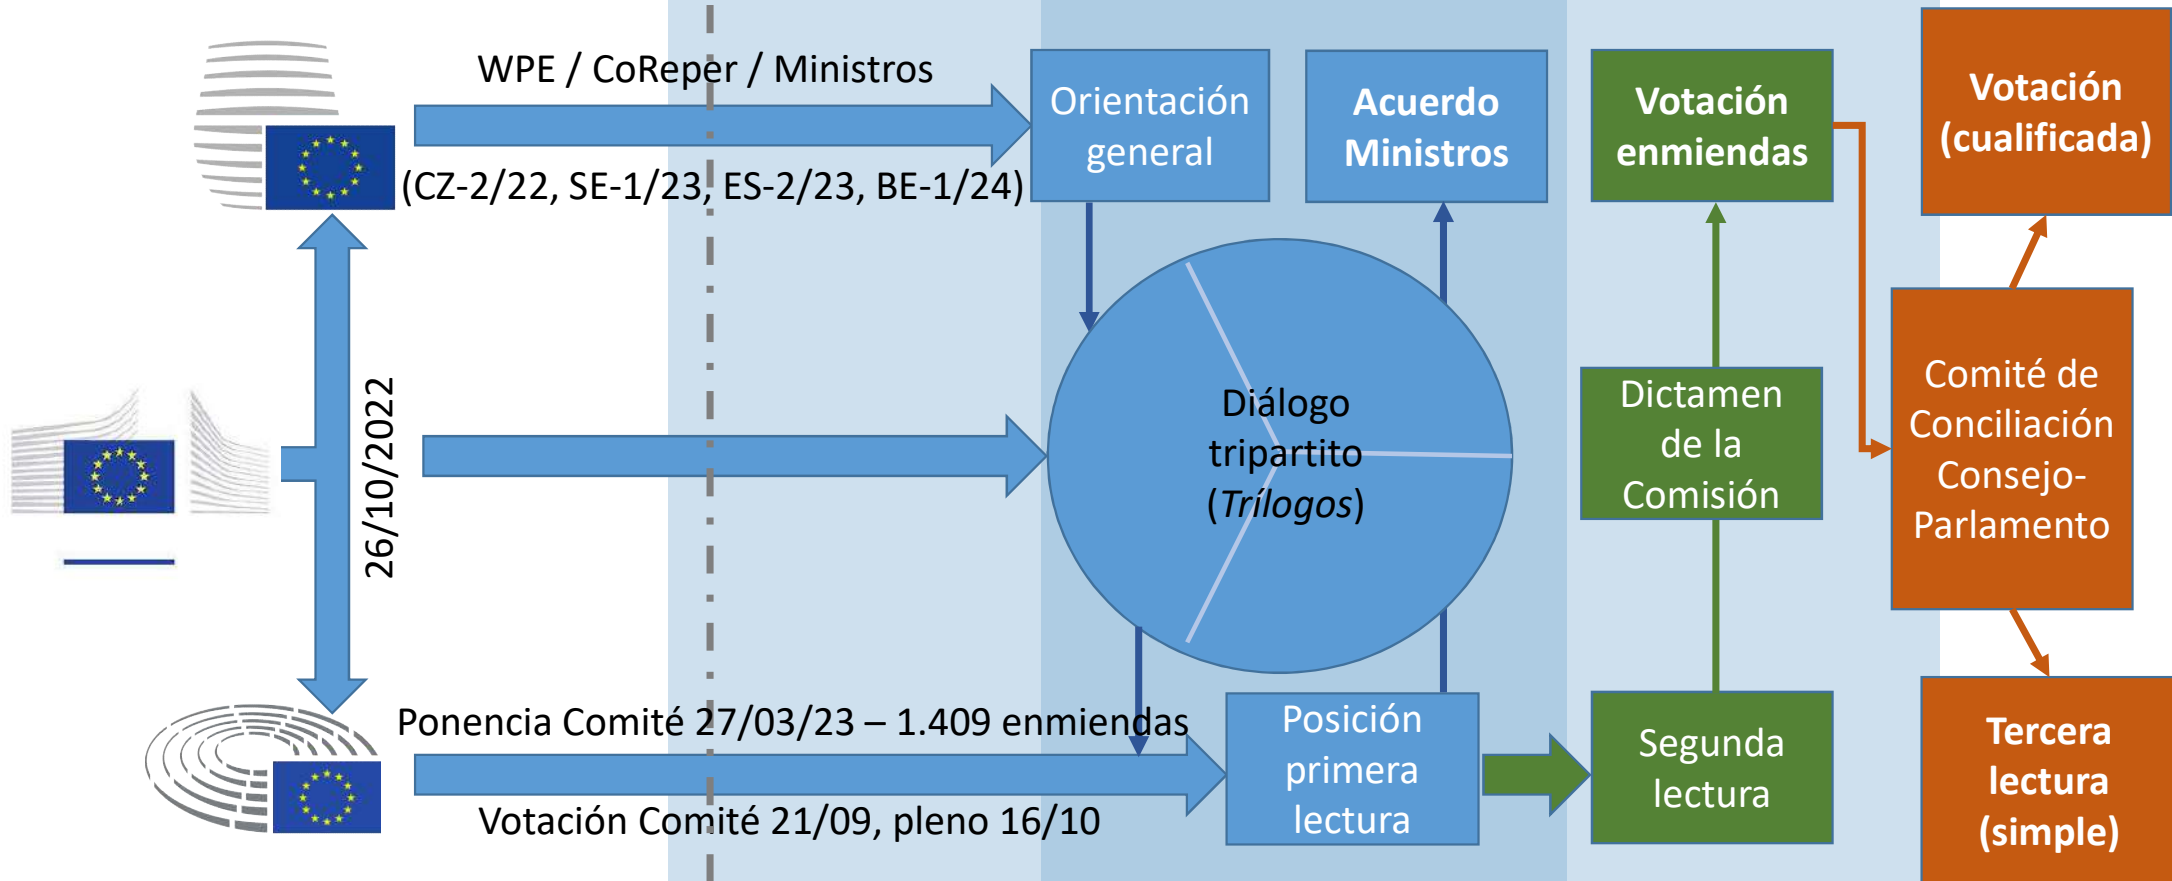 WPE / CoReper / Ministros
(CZ-2/22, SE-1/23, ES-2/23, BE-1/24)
Orientación
general
Acuerdo
Ministros
Votación
enmiendas
Votación
(cualificada)
26/10/2022
Diálogo
tripartito
(Trílogos)
Dictamen
de la
Comisión
Comité de
Conciliación
Consejo-
Parlamento
Ponencia Comité 27/03/23 – 1.409 enmiendas
Votación Comité 21/09, pleno 16/10
Posición
primera
lectura
Segunda
lectura
Tercera
lectura
(simple)